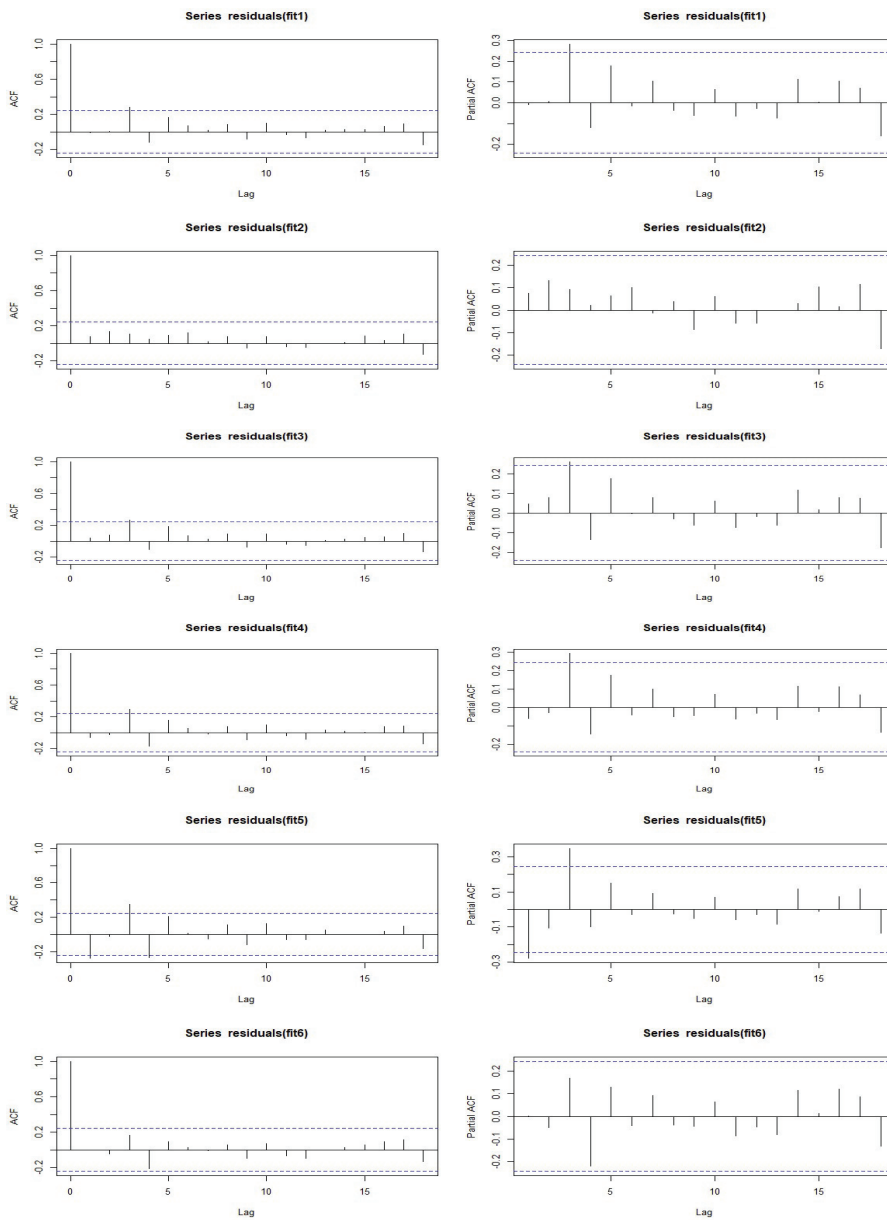 Series residuals(fit1)
ACF
-0.2 0.2 0.6 1.0
0 5 10 15
Lag
Series residuals(fit1)
Partial ACF
-0.2 0.0 0.1 0.2 0.3
5 10 15
Lag
Series residuals(fit2)
ACF
-0.2 0.2 0.6 1.0
0 5 10 15
Lag
Series residuals(fit2)
Partial ACF
-0.2 -0.1 0.0 0.1 0.2
5 10 15
Lag
Series residuals(fit3)
ACF
-0.2 0.2 0.6 1.0
0 5 10 15
Lag
Series residuals(fit3)
Partial ACF
-0.2 -0.1 0.0 0.1 0.2
5 10 15
Lag
Series residuals(fit4)
ACF
-0.2 0.2 0.6 1.0
0 5 10 15
Lag
Series residuals(fit4)
Partial ACF
-0.2 0.0 0.1 0.2 0.3
5 10 15
Lag
Series residuals(fit5)
ACF
-0.2 0.2 0.6 1.0
0 5 10 15
Lag
Series residuals(fit5)
Partial ACF
-0.3 -0.1 0.1 0.3
5 10 15
Lag
Series residuals(fit6)
ACF
-0.2 0.2 0.6 1.0
0 5 10 15
Lag
Series residuals(fit6)
Partial ACF
-0.2 -0.1 0.0 0.1 0.2
5 10 15
Lag